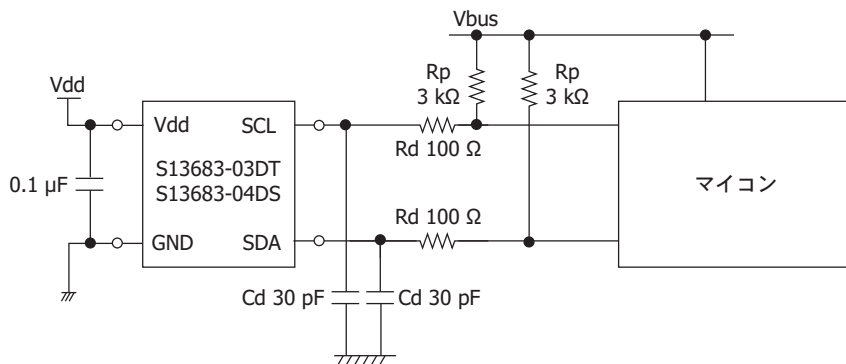 Vbus
Vdd
Rp
3 kΩ
Rp
3 kΩ
Vdd
SCL
Rd 100 Ω
S13683-03DT
S13683-04DS
0.1 µF
マイコン
Rd 100 Ω
GND
SDA
Cd 30 pF
Cd 30 pF